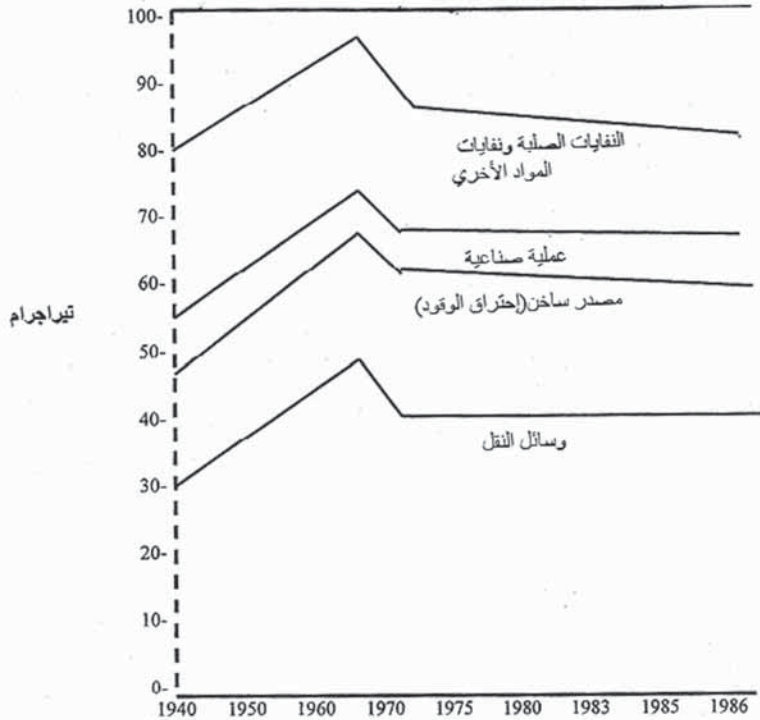 100-
90-
80-
70-
60-
50-
40-
30-
20-
10-
0-
تيراجرام
النفايات الصلبة ونفايات
المواد الأخري
عملية صناعية
مصدر ساخن(إحتراق الوقود)
وسائل النقل
1940 1950 1960 1970 1975 1980 1983 1985 1986